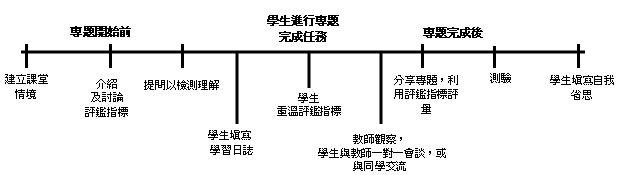 專題開始前
學生進行專題
完成任務
專題完成後
建立課堂
情境
介紹
及討論
評鑑指標
提問以檢測理解
學生填寫
學習日誌
學生
重溫評鑑指標
教師觀察，
學生與教師一對一會談，或
與同學交流
分享專題，利
用評鑑指標評
量
測驗
學生填寫自我
省思